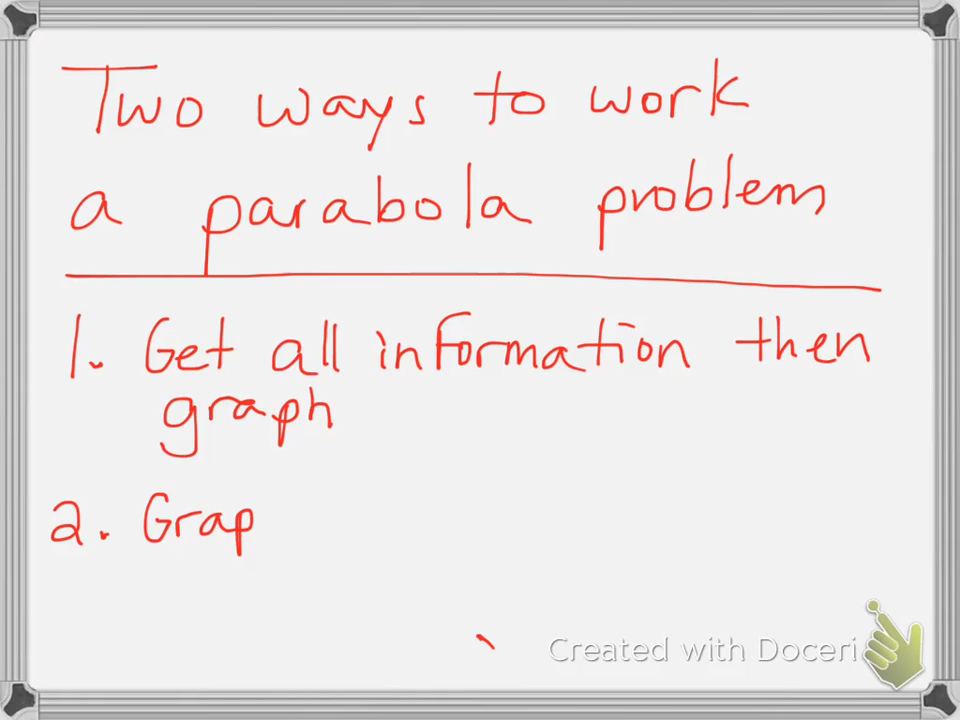 Two ways to work
a parabola problem
1. Get all information then
graph
2. Grap
Created with Doceri